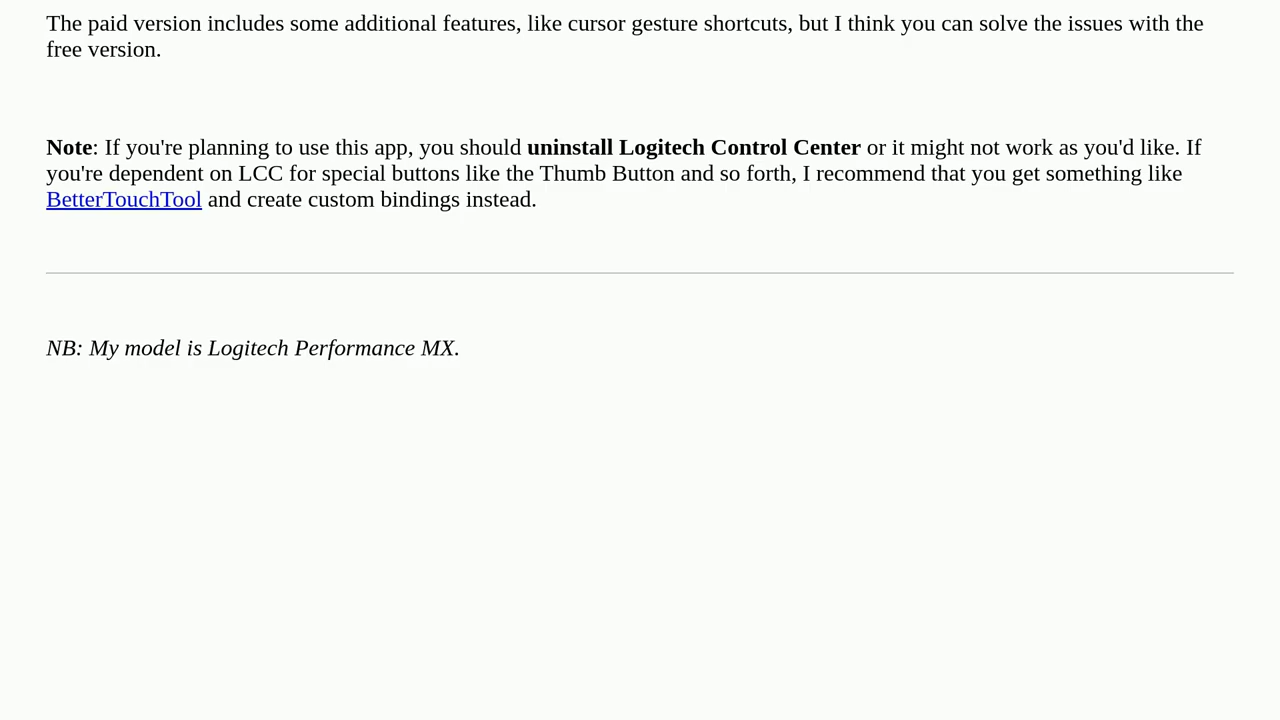 The paid version includes some additional features, like cursor gesture shortcuts, but I think you can solve the issues with the
free version.
Note: If you're planning to use this app, you should uninstall Logitech Control Center or it might not work as you'd like. If
you're dependent on LCC for special buttons like the Thumb Button and so forth, I recommend that you get something like
BetterTouchTool and create custom bindings instead.
NB: My model is Logitech Performance MX.